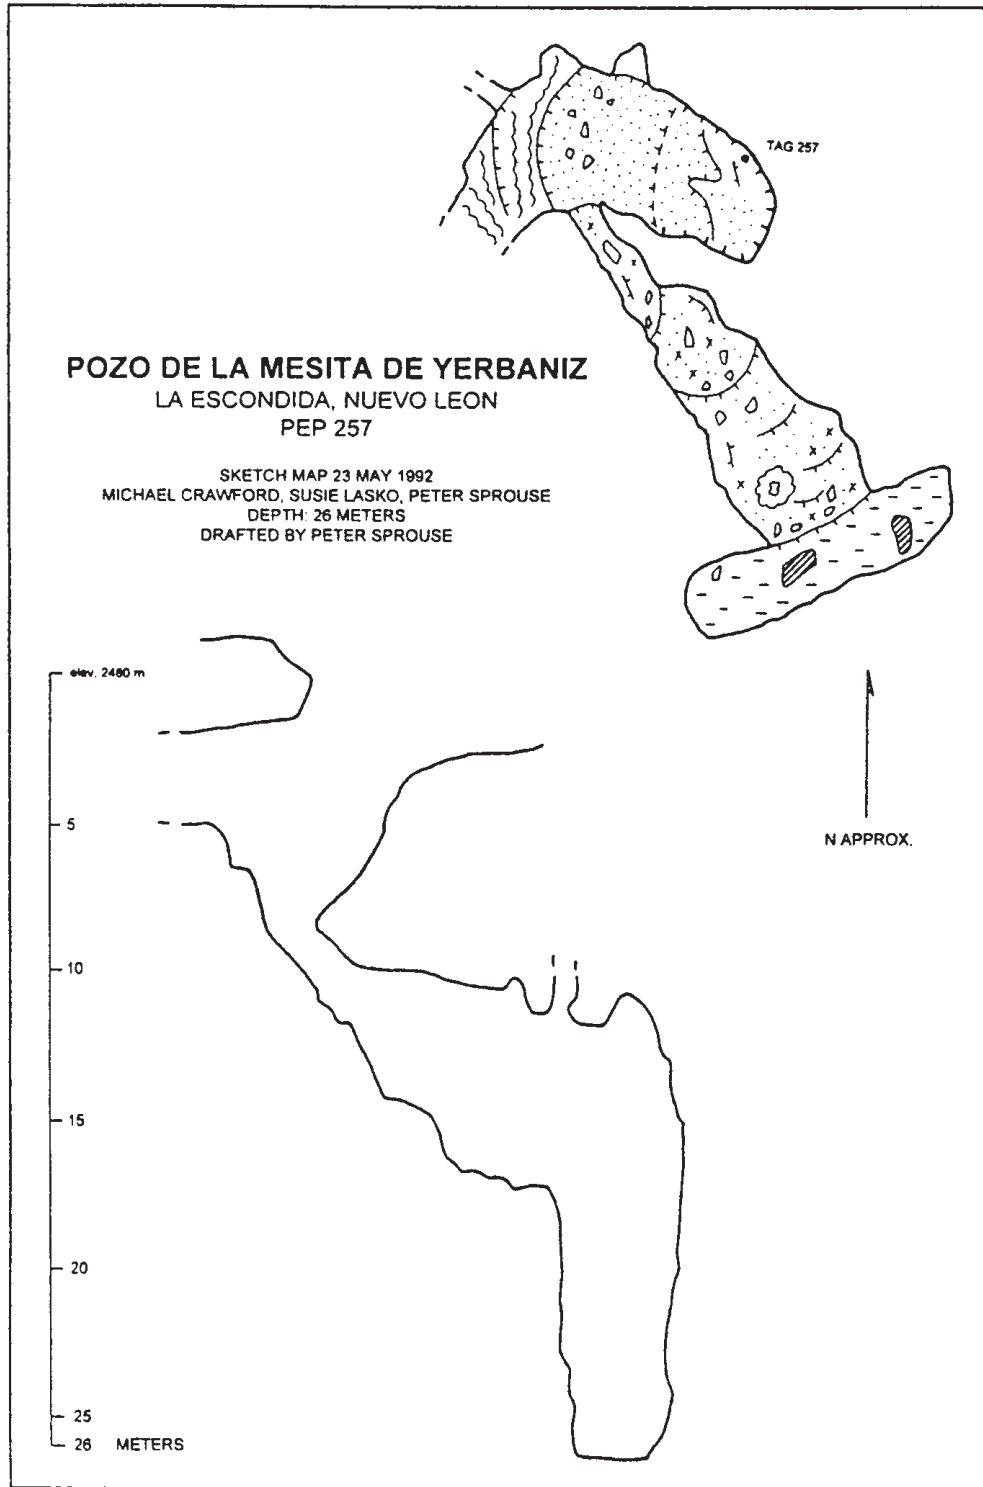 TAG 257
POZO DE LA MESITA DE YERBANIZ
LA ESCONDIDA, NUEVO LEON
PEP 257
SKETCH MAP 23 MAY 1992
MICHAEL CRAWFORD, SUSIE LASKO, PETER SPROUSE
DEPTH: 26 METERS
DRAFTED BY PETER SPROUSE
elev. 2480 m
5
N APPROX.
10
15
20
25
26 METERS